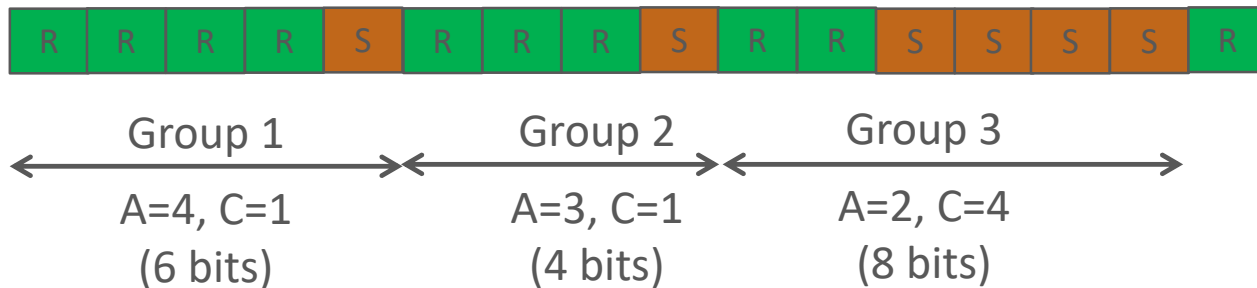 R R R R S R R R S R R S S S S R
Group 1 Group 2 Group 3
A=4, C=1 A=3, C=1 A=2, C=4
(6 bits) (4 bits) (8 bits)